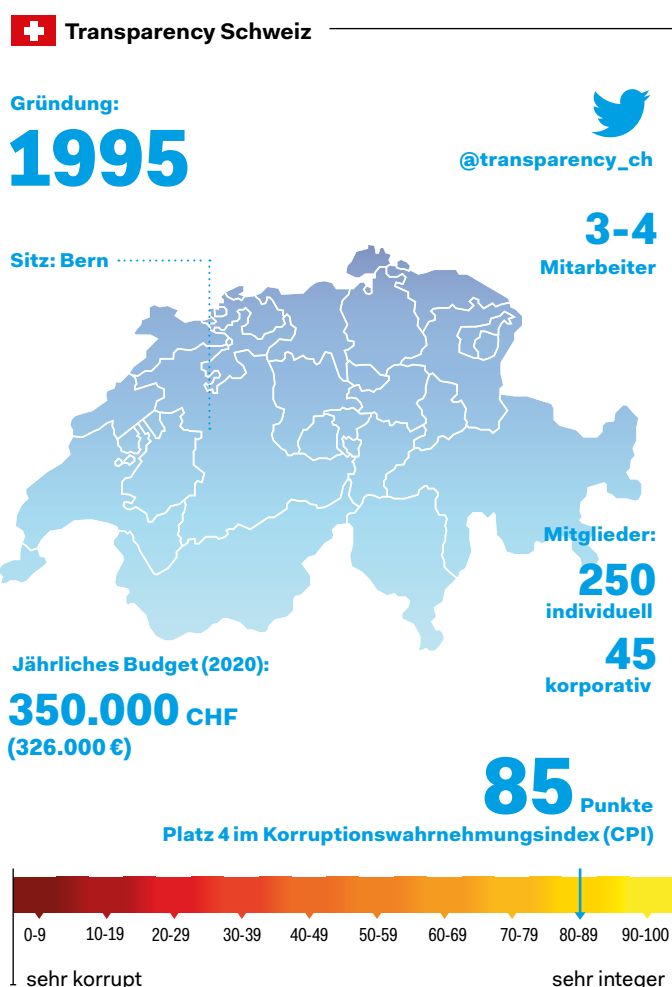 Transparency Schweiz
Gründung:
1995
@transparency_ch
3-4
Mitarbeiter
Sitz: Bern
Mitglieder:
250
individuell
45
korporativ
Jährliches Budget (2020):
350.000 CHF
(326.000 €)
85 Punkte
Platz 4 im Korruptionswahrnehmungsindex (CPI)
0-9 10-19 20-29 30-39 40-49 50-59 60-69 70-79 80-89 90-100
sehr korrupt sehr integer